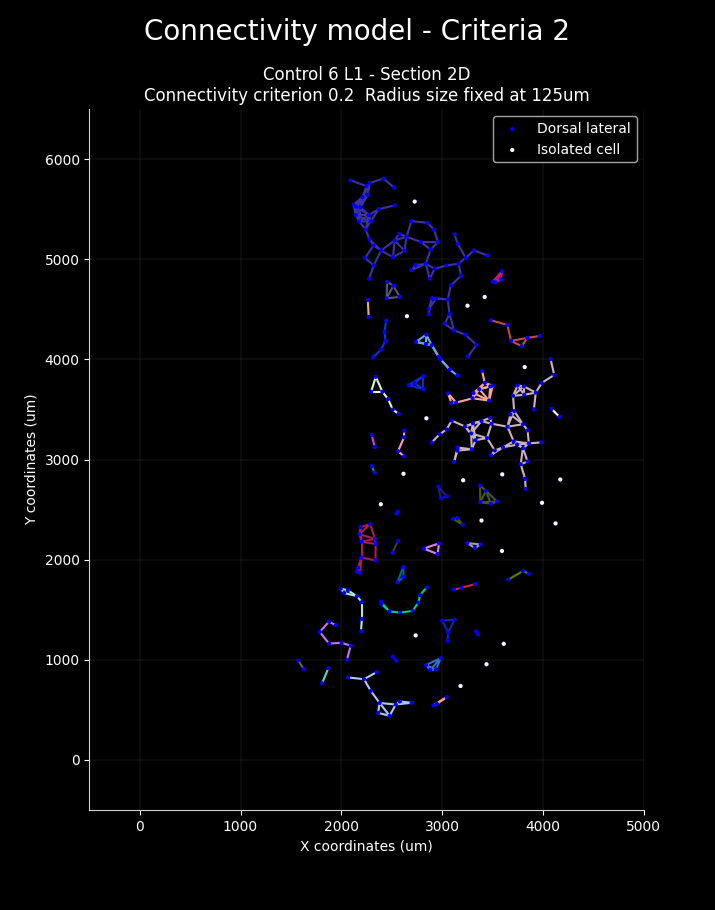 Connectivity model - Criteria 2
Control 6 L1 - Section 2D
Connectivity criterion 0.2  Radius size fixed at 125um
Dorsal lateral
Isolated cell
6000
5000
4000
3000
2000
1000
0
Y coordinates (um)
0 1000 2000 3000 4000 5000
X coordinates (um)